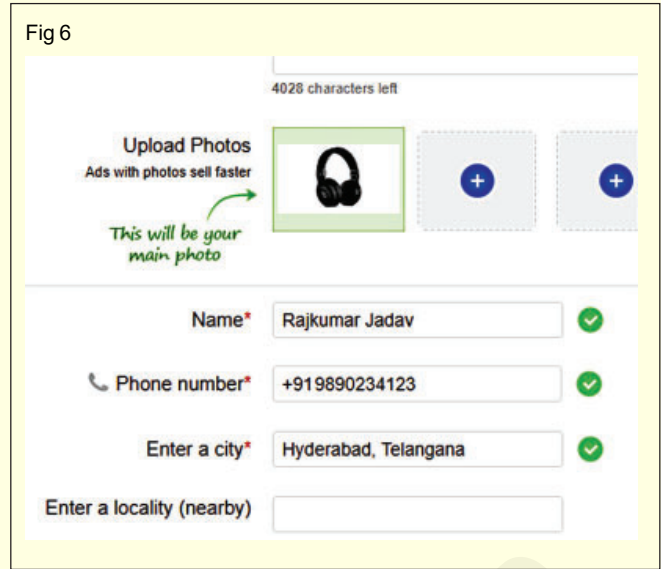 Fig 6
4028 characters left
Upload Photos
Ads with photos sell faster
This will be your
main photo
Name* Rajkumar Jadav
Phone number* +919890234123
Enter a city* Hyderabad, Telangana
Enter a locality (nearby)